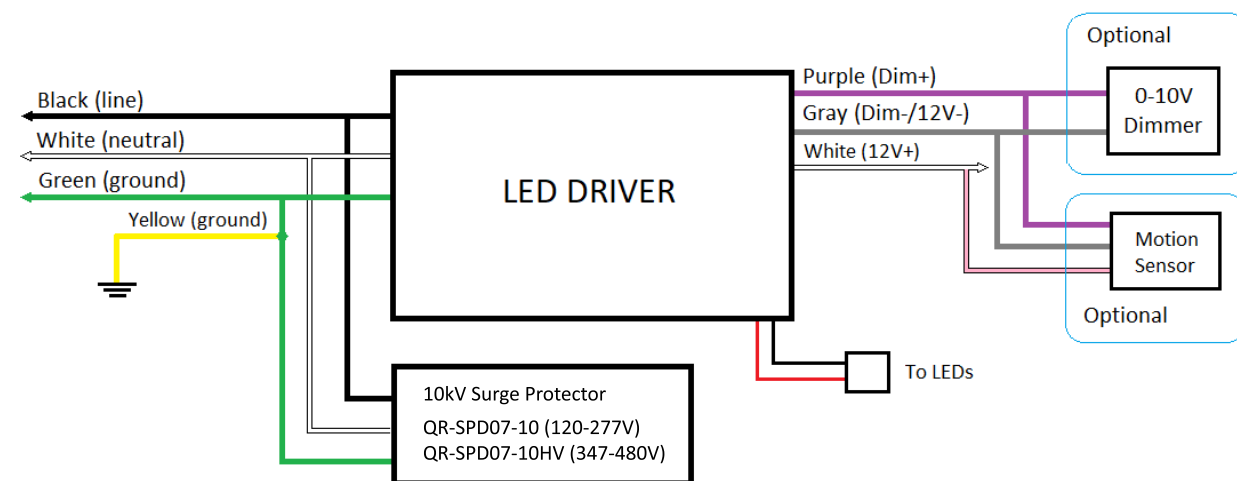 Black (line)
White (neutral)
Green (ground)
Yellow (ground)
LED DRIVER
10kV Surge Protector
QR-SPD07-10 (120-277V)
QR-SPD07-10HV (347-480V)
Purple (Dim+)
Gray (Dim-/12V-)
White (12V+)
Optional
0-10V
Dimmer
Motion
Sensor
Optional
To LEDs